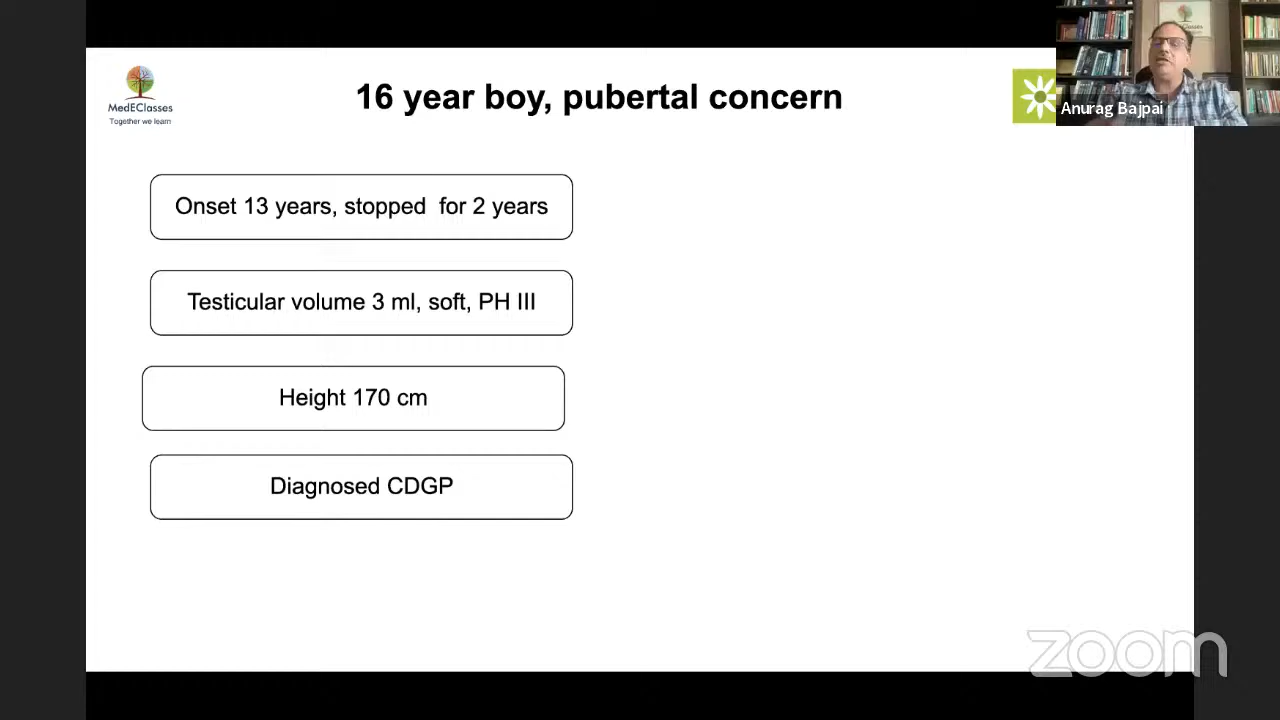 MedEClasses
Together we learn
16 year boy, pubertal concern
Anurag Bajpai
Onset 13 years, stopped for 2 years
Testicular volume 3 ml, soft, PH III
Height 170 cm
Diagnosed CDGP
zoom